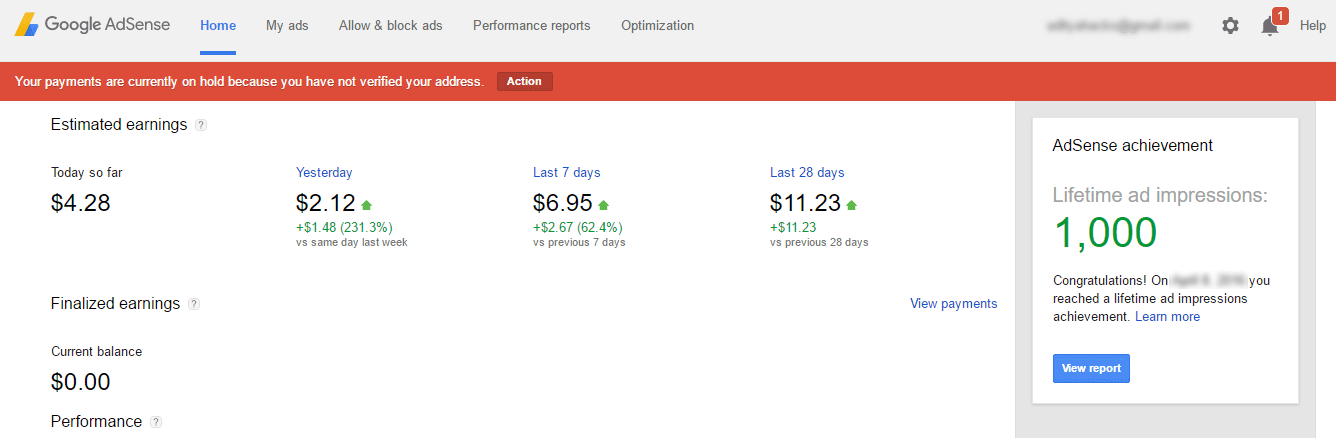 Google AdSense Home My ads Allow & block ads Performance reports Optimization 1 Help
Your payments are currently on hold because you have not verified your address. Action
Estimated earnings ?
Today so far Yesterday Last 7 days Last 28 days
$4.28 $2.12 $6.95 $11.23
+$1.48 (231.3%) +$2.67 (62.4%) +$11.23
vs same day last week vs previous 7 days vs previous 28 days
Finalized earnings ? View payments
Current balance
$0.00
Performance ?
AdSense achievement
Lifetime ad impressions:
1,000
Congratulations! On you
reached a lifetime ad impressions
achievement. Learn more
View report